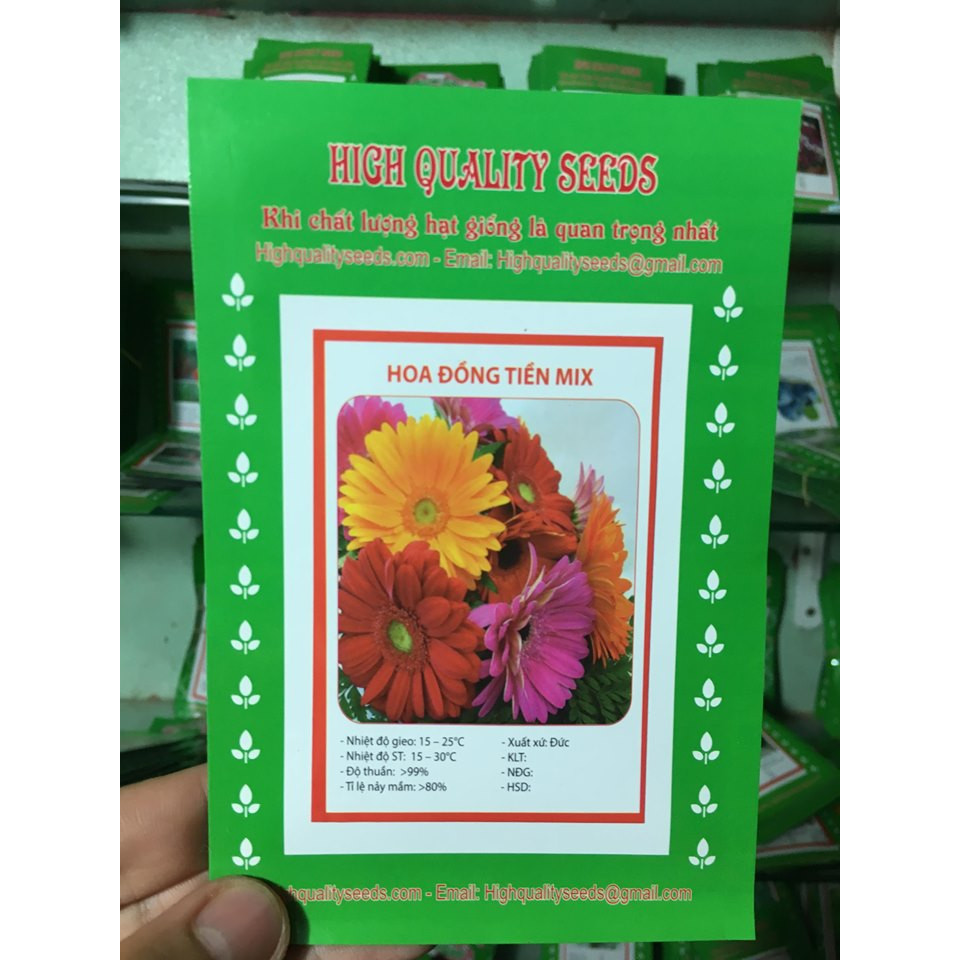 HIGH QUALITY SEEDS
Khi chất lượng hạt giống là quan trọng nhất
Highqualityseeds.com - Email: Highqualityseeds@gmail.com
HOA ĐỒNG TIỀN MIX
- Nhiệt độ gieo: 15 – 25°C
- Nhiệt độ ST: 15 – 30°C
- Độ thuần: >99%
- Tỉ lệ nảy mầm: >80%
- Xuất xứ: Đức
- KLT:
- NĐG:
- HSD:
qualityseeds.com - Email: Highqualityseeds@gmail.com